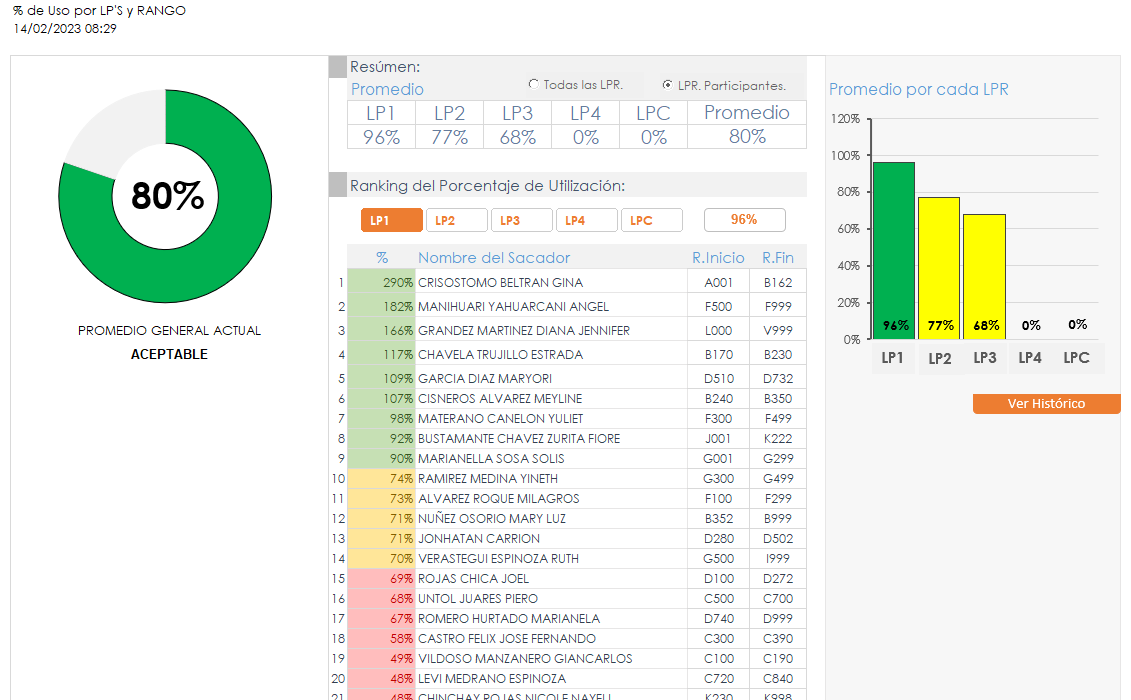 % de Uso por LP'S y RANGO
14/02/2023 08:29
80%
PROMEDIO GENERAL ACTUAL
ACEPTABLE
Resúmen:
Promedio
Todas las LPR.
LPR. Participantes.
LP1 LP2 LP3 LP4 LPC Promedio
96% 77% 68% 0% 0% 80%
Ranking del Porcentaje de Utilización:
LP1 LP2 LP3 LP4 LPC 96%
% Nombre del Sacador R.Inicio R.Fin
1 290% CRISOSTOMO BELTRAN GINA A001 B162
2 182% MANIHUARI YAHUARCANI ANGEL F500 F999
3 166% GRANDEZ MARTINEZ DIANA JENNIFER L000 V999
4 117% CHAVELA TRUJILLO ESTRADA B170 B230
5 109% GARCIA DIAZ MARYORI D510 D732
6 107% CISNEROS ALVAREZ MEYLINE B240 B350
7 98% MATERANO CANELON YULIET F300 F499
8 92% BUSTAMANTE CHAVEZ ZURITA FIORE J001 K222
9 90% MARIANELLA SOSA SOLIS G001 G299
10 74% RAMIREZ MEDINA YINETH G300 G499
11 73% ALVAREZ ROQUE MILAGROS F100 F299
12 71% NUÑEZ OSORIO MARY LUZ B352 B999
13 71% JONHATAN CARRION D280 D502
14 70% VERASTEGUI ESPINOZA RUTH G500 I999
15 69% ROJAS CHICA JOEL D100 D272
16 68% UNTOL JUARES PIERO C500 C700
17 67% ROMERO HURTADO MARIANELA D740 D999
18 58% CASTRO FELIX JOSE FERNANDO C300 C390
19 49% VILDOSO MANZANERO GIANCARLOS C100 C190
20 48% LEVI MEDRANO ESPINOZA C720 C840
21 48% CHINCHAY ROJAS NICOLE NAYELI K230 K998
Promedio por cada LPR
120%
100%
80%
60%
40%
20%
0%
96% 77% 68% 0% 0%
LP1 LP2 LP3 LP4 LPC
Ver Histórico